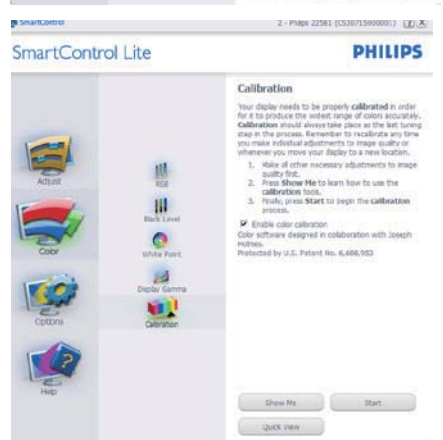 SmartControl
2 - Philips 225B1 (CS3071500001)
SmartControl Lite
PHILIPS
Adjust
Color
Options
Help
RGB
Black Level
White Point
Display Gamma
Calibration
Calibration
Your display needs to be properly calibrated in order
for it to produce the widest range of colors accurately.
Calibration should always take place as the last tuning
step in the process. Remember to recalibrate any time
you make individual adjustments to image quality or
whenever you move your display to a new location.
1. Make all other necessary adjustments to image
quality first.
2. Press Show Me to learn how to use the
calibration tools.
3. Finally, press Start to begin the calibration
process.
Enable color calibration
Color software designed in colaboration with Joseph
Holmes.
Protected by U.S. Patent No. 6,686,953
Show Me
Start
Quick View